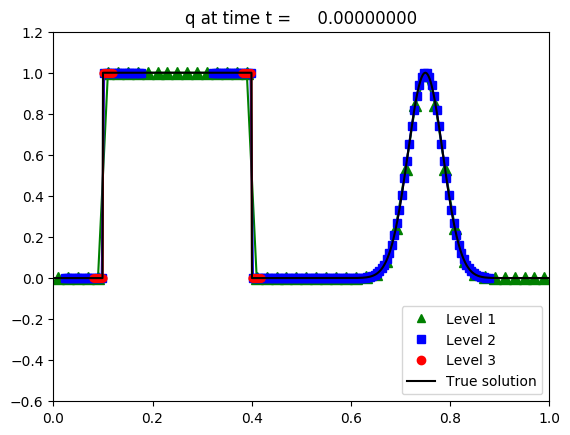 q at time t =     0.00000000
1.2
1.0
0.8
0.6
0.4
0.2
0.0
−0.2
−0.4
−0.6
0.0 0.2 0.4 0.6 0.8 1.0
Level 1
Level 2
Level 3
True solution